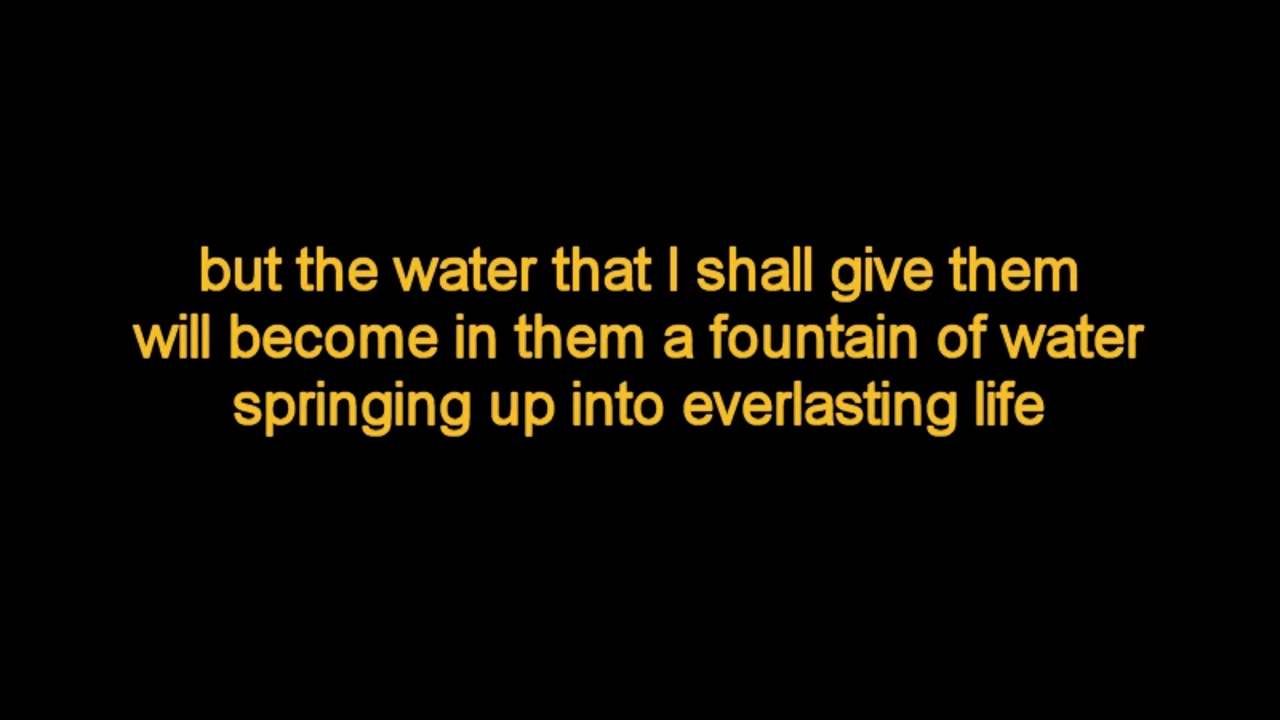 but the water that I shall give them
will become in them a fountain of water
springing up into everlasting life